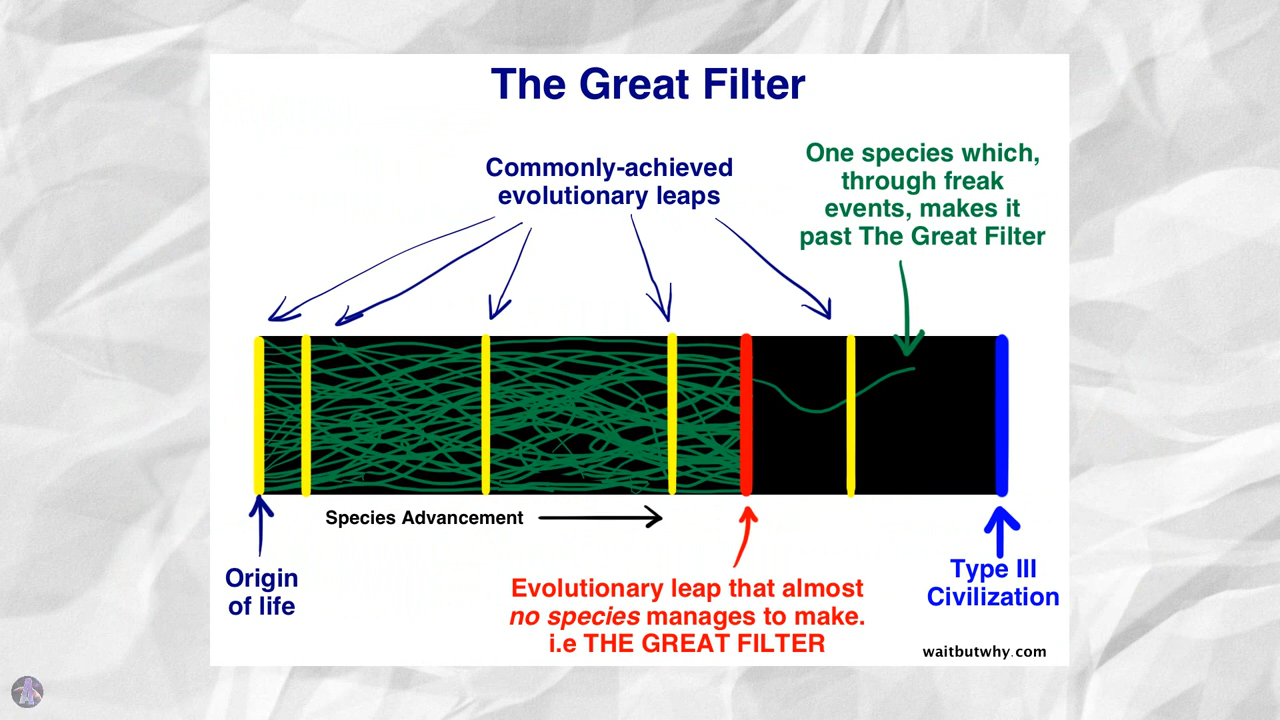 The Great Filter
Commonly-achieved
evolutionary leaps
One species which,
through freak
events, makes it
past The Great Filter
Species Advancement
Origin
of life
Evolutionary leap that almost
no species manages to make.
i.e THE GREAT FILTER
Type III
Civilization
waitbutwhy.com